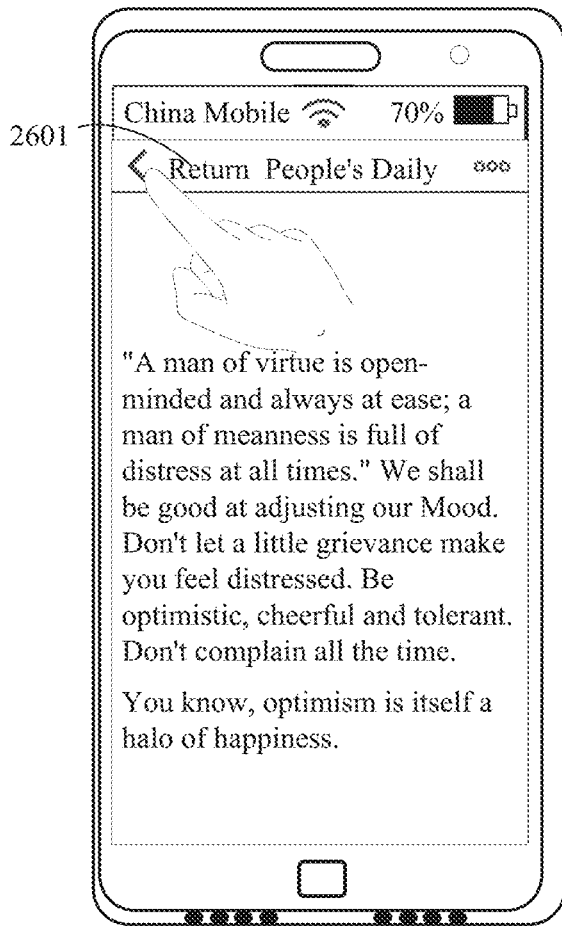 China Mobile 70%
2601
Return People's Daily
"A man of virtue is open-
minded and always at ease; a
man of meanness is full of
distress at all times." We shall
be good at adjusting our Mood.
Don't let a little grievance make
you feel distressed. Be
optimistic, cheerful and tolerant.
Don't complain all the time.
You know, optimism is itself a
halo of happiness.